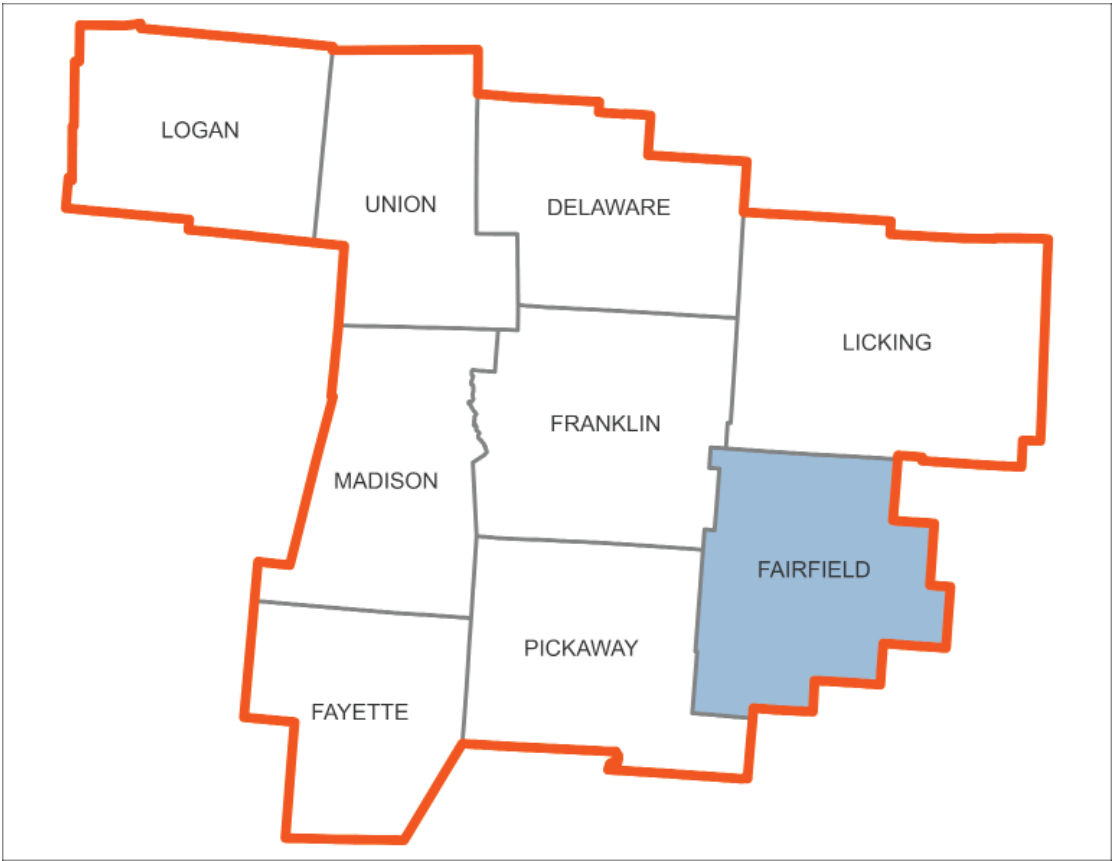 LOGAN
UNION
DELAWARE
LICKING
FRANKLIN
MADISON
FAIRFIELD
PICKAWAY
FAYETTE